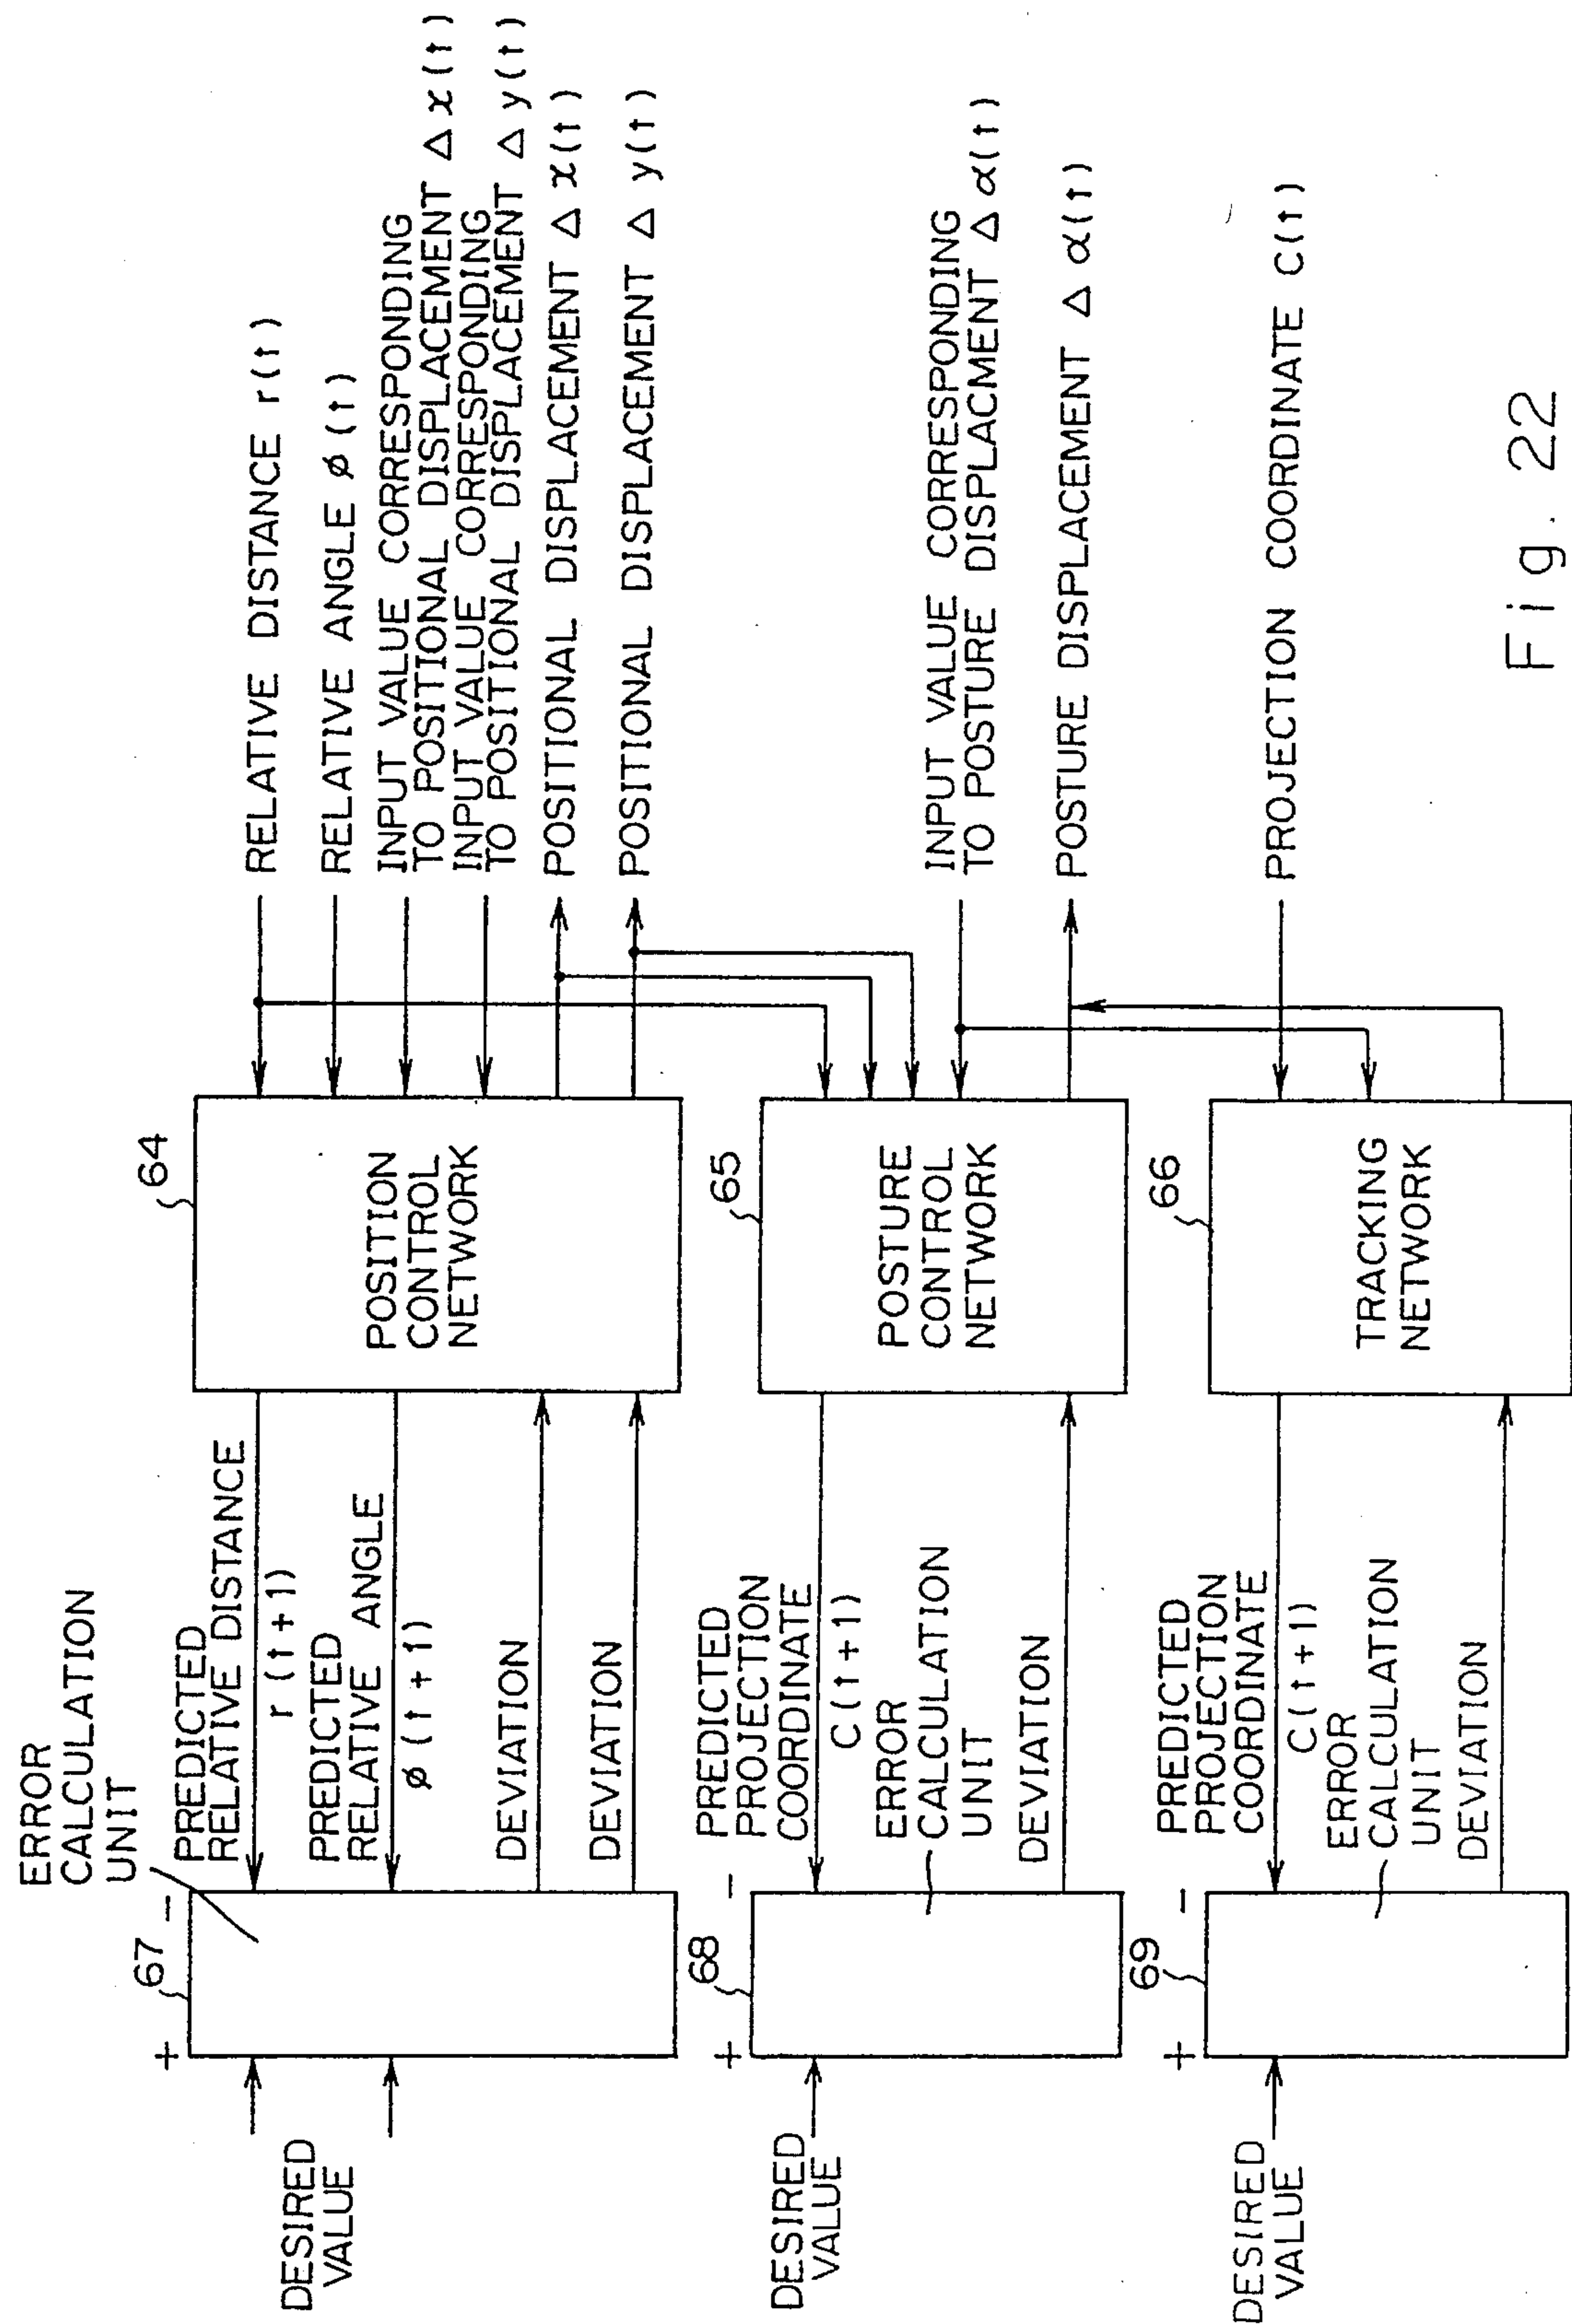 RELATIVE DISTANCE r(t)
RELATIVE ANGLE ø(t)
INPUT VALUE CORRESPONDING
TO POSITIONAL DISPLACEMENT Δ x(t)
INPUT VALUE CORRESPONDING
TO POSITIONAL DISPLACEMENT Δ y(t)
POSITIONAL DISPLACEMENT Δ x(t)
POSITIONAL DISPLACEMENT Δ y(t)
INPUT VALUE CORRESPONDING
TO POSTURE DISPLACMENT Δ α(t)
POSTURE DISPLACEMENT Δ α(t)
PROJECTION COORDINATE C(t)
64
POSITION
CONTROL
NETWORK
65
POSTURE
CONTROL
NETWORK
66
TRACKING
NETWORK
ERROR
CALCULATION
UNIT
PREDICTED
RELATIVE DISTANCE
r(t+1)
PREDICTED
RELATIVE ANGLE
ø(t+1)
DEVIATION
DEVIATION
PREDICTED
PROJECTION
COORDINATE
C(t+1)
ERROR
CALCULATION
UNIT
DEVIATION
PREDICTED
PROJECTION
COORDINATE
C(t+1)
ERROR
CALCULATION
UNIT
DEVIATION
+ 67 −
+ 68 −
+ 69 −
DESIRED
VALUE
DESIRED
VALUE
DESIRED
VALUE
Fig. 22